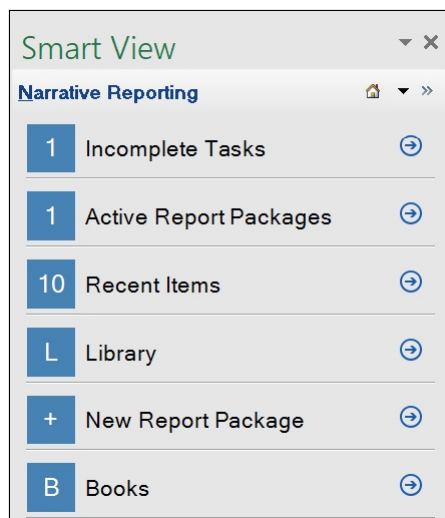 Smart View
Narrative Reporting
1 Incomplete Tasks
1 Active Report Packages
10 Recent Items
L Library
+ New Report Package
B Books